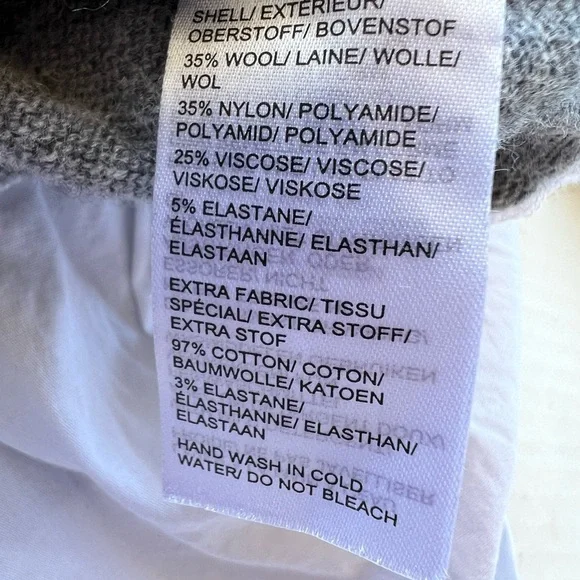 SHELL/ EXTÉRIEUR/
OBERSTOFF/ BOVENSTOF
35% WOOL/ LAINE/ WOLLE/
WOL
35% NYLON/ POLYAMIDE/
POLYAMID/ POLYAMIDE
25% VISCOSE/ VISCOSE/
VISKOSE/ VISKOSE
5% ELASTANE/
ÉLASTHANNE/ ELASTHAN/
ELASTAAN
EXTRA FABRIC/ TISSU
SPÉCIAL/ EXTRA STOFF/
EXTRA STOF
97% COTTON/ COTON/
BAUMWOLLE/ KATOEN
3% ELASTANE/
ÉLASTHANNE/ ELASTHAN/
ELASTAAN
HAND WASH IN COLD
WATER/ DO NOT BLEACH